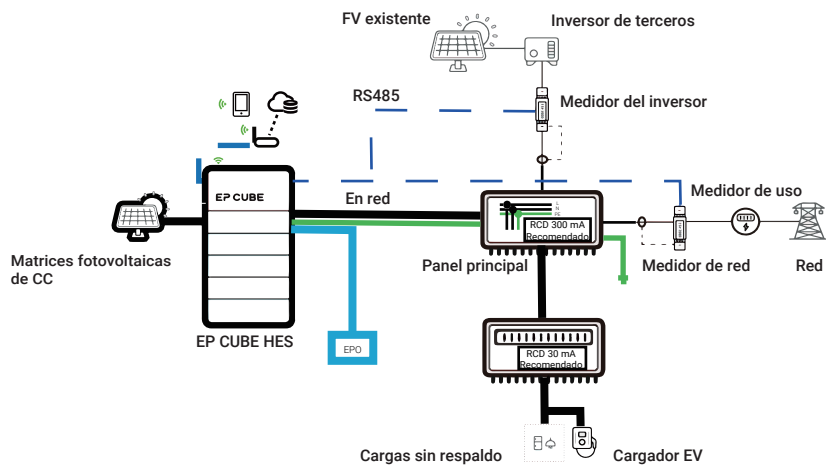 FV existente
Inversor de terceros
RS485
Medidor del inversor
EP CUBE
En red
L
N
PE
RCD 300 mA
Recomendado
Medidor de uso
Matrices fotovoltaicas
de CC
Panel principal
Medidor de red
Red
EP CUBE HES
EPO
RCD 30 mA
Recomendado
Cargas sin respaldo
Cargador EV